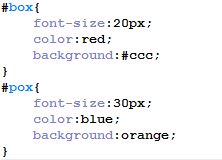 #box{
    font-size:20px;
    color:red;
    background:#ccc;
}
#pox{
    font-size:30px;
    color:blue;
    background:orange;
}